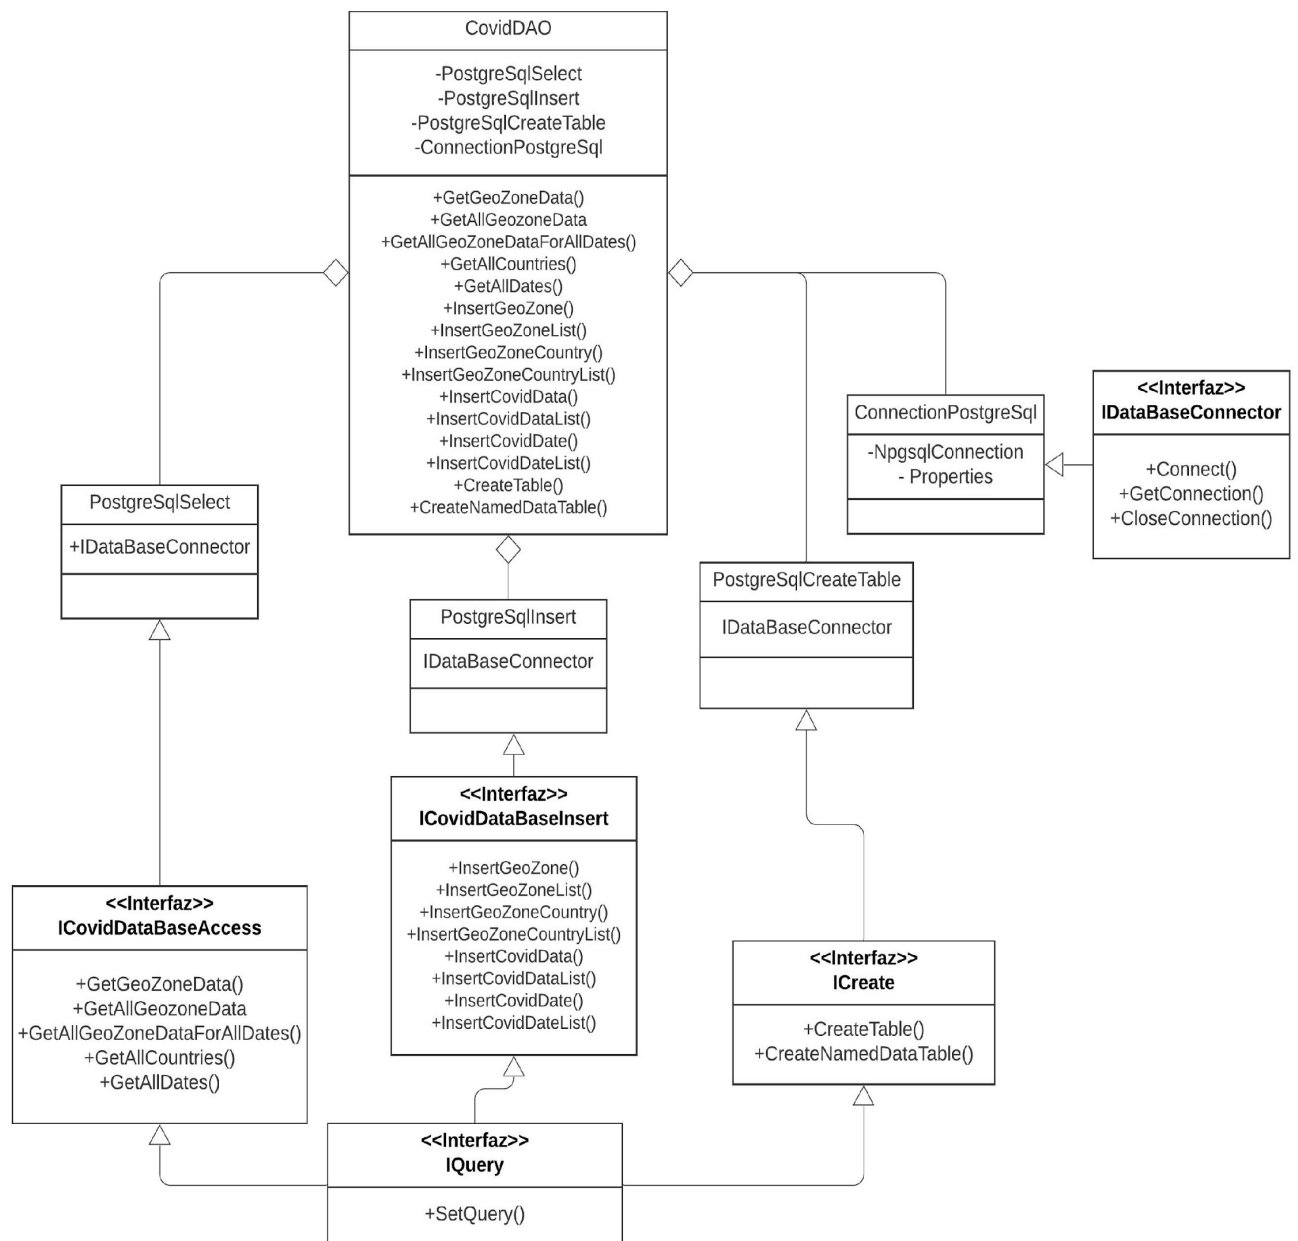 CovidDAO
-PostgreSqlSelect
-PostgreSqlInsert
-PostgreSqlCreateTable
-ConnectionPostgreSql
+GetGeoZoneData()
+GetAllGeozoneData
+GetAllGeoZoneDataForAllDates()
+GetAllCountries()
+GetAllDates()
+InsertGeoZone()
+InsertGeoZoneList()
+InsertGeoZoneCountry()
+InsertGeoZoneCountryList()
+InsertCovidData()
+InsertCovidDataList()
+InsertCovidDate()
+InsertCovidDateList()
+CreateTable()
+CreateNamedDataTable()
<<Interfaz>>
IDataBaseConnector
+Connect()
+GetConnection()
+CloseConnection()
ConnectionPostgreSql
-NpgsqlConnection
- Properties
PostgreSqlSelect
+IDataBaseConnector
PostgreSqlInsert
IDataBaseConnector
PostgreSqlCreateTable
IDataBaseConnector
<<Interfaz>>
ICovidDataBaseInsert
+InsertGeoZone()
+InsertGeoZoneList()
+InsertGeoZoneCountry()
+InsertGeoZoneCountryList()
+InsertCovidData()
+InsertCovidDataList()
+InsertCovidDate()
+InsertCovidDateList()
<<Interfaz>>
ICovidDataBaseAccess
+GetGeoZoneData()
+GetAllGeozoneData
+GetAllGeoZoneDataForAllDates()
+GetAllCountries()
+GetAllDates()
<<Interfaz>>
ICreate
+CreateTable()
+CreateNamedDataTable()
<<Interfaz>>
IQuery
+SetQuery()